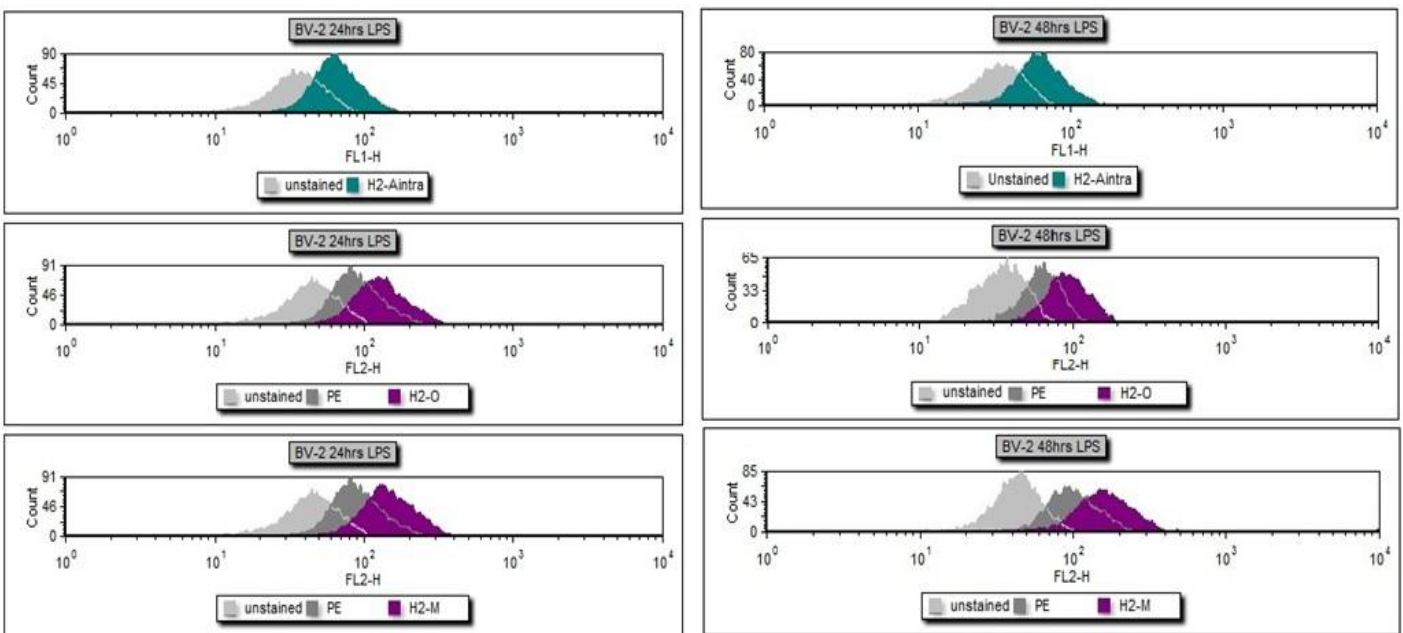 BV-2 24hrs LPS
90
45
0
Count
10^0 10^1 10^2 10^3 10^4
FL1-H
unstained H2-Aintra
BV-2 48hrs LPS
80
40
0
Count
10^0 10^1 10^2 10^3 10^4
FL1-H
Unstained H2-Aintra
BV-2 24hrs LPS
91
46
0
Count
10^0 10^1 10^2 10^3 10^4
FL2-H
unstained PE H2-O
BV-2 48hrs LPS
65
33
0
Count
10^0 10^1 10^2 10^3 10^4
FL2-H
unstained PE H2-O
BV-2 24hrs LPS
91
46
0
Count
10^0 10^1 10^2 10^3 10^4
FL2-H
unstained PE H2-M
BV-2 48hrs LPS
85
43
0
Count
10^0 10^1 10^2 10^3 10^4
FL2-H
unstained PE H2-M